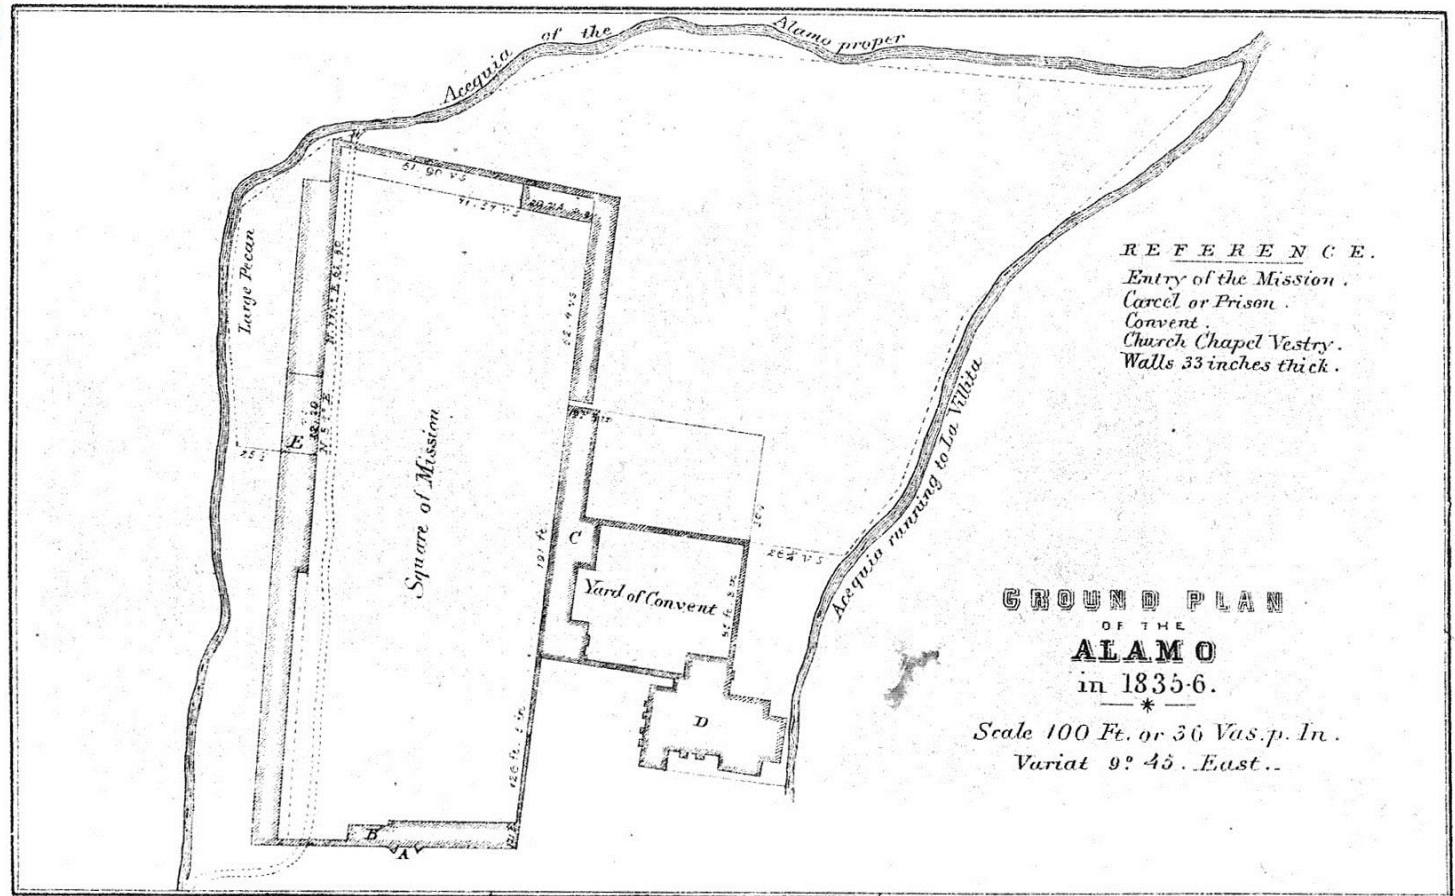 Acequia of the Alamo proper
Large Pecan
E
Square of Mission
191 ft.
C
Yard of Convent
D
B
A
Acequia running to La Villita
REFERENCE.
Entry of the Mission.
Carcel or Prison.
Convent.
Church Chapel Vestry.
Walls 33 inches thick.
GROUND PLAN
OF THE
ALAMO
in 1835-6.
Scale 100 Ft. or 36 Vas. p. In.
Variat 9° 45. East.